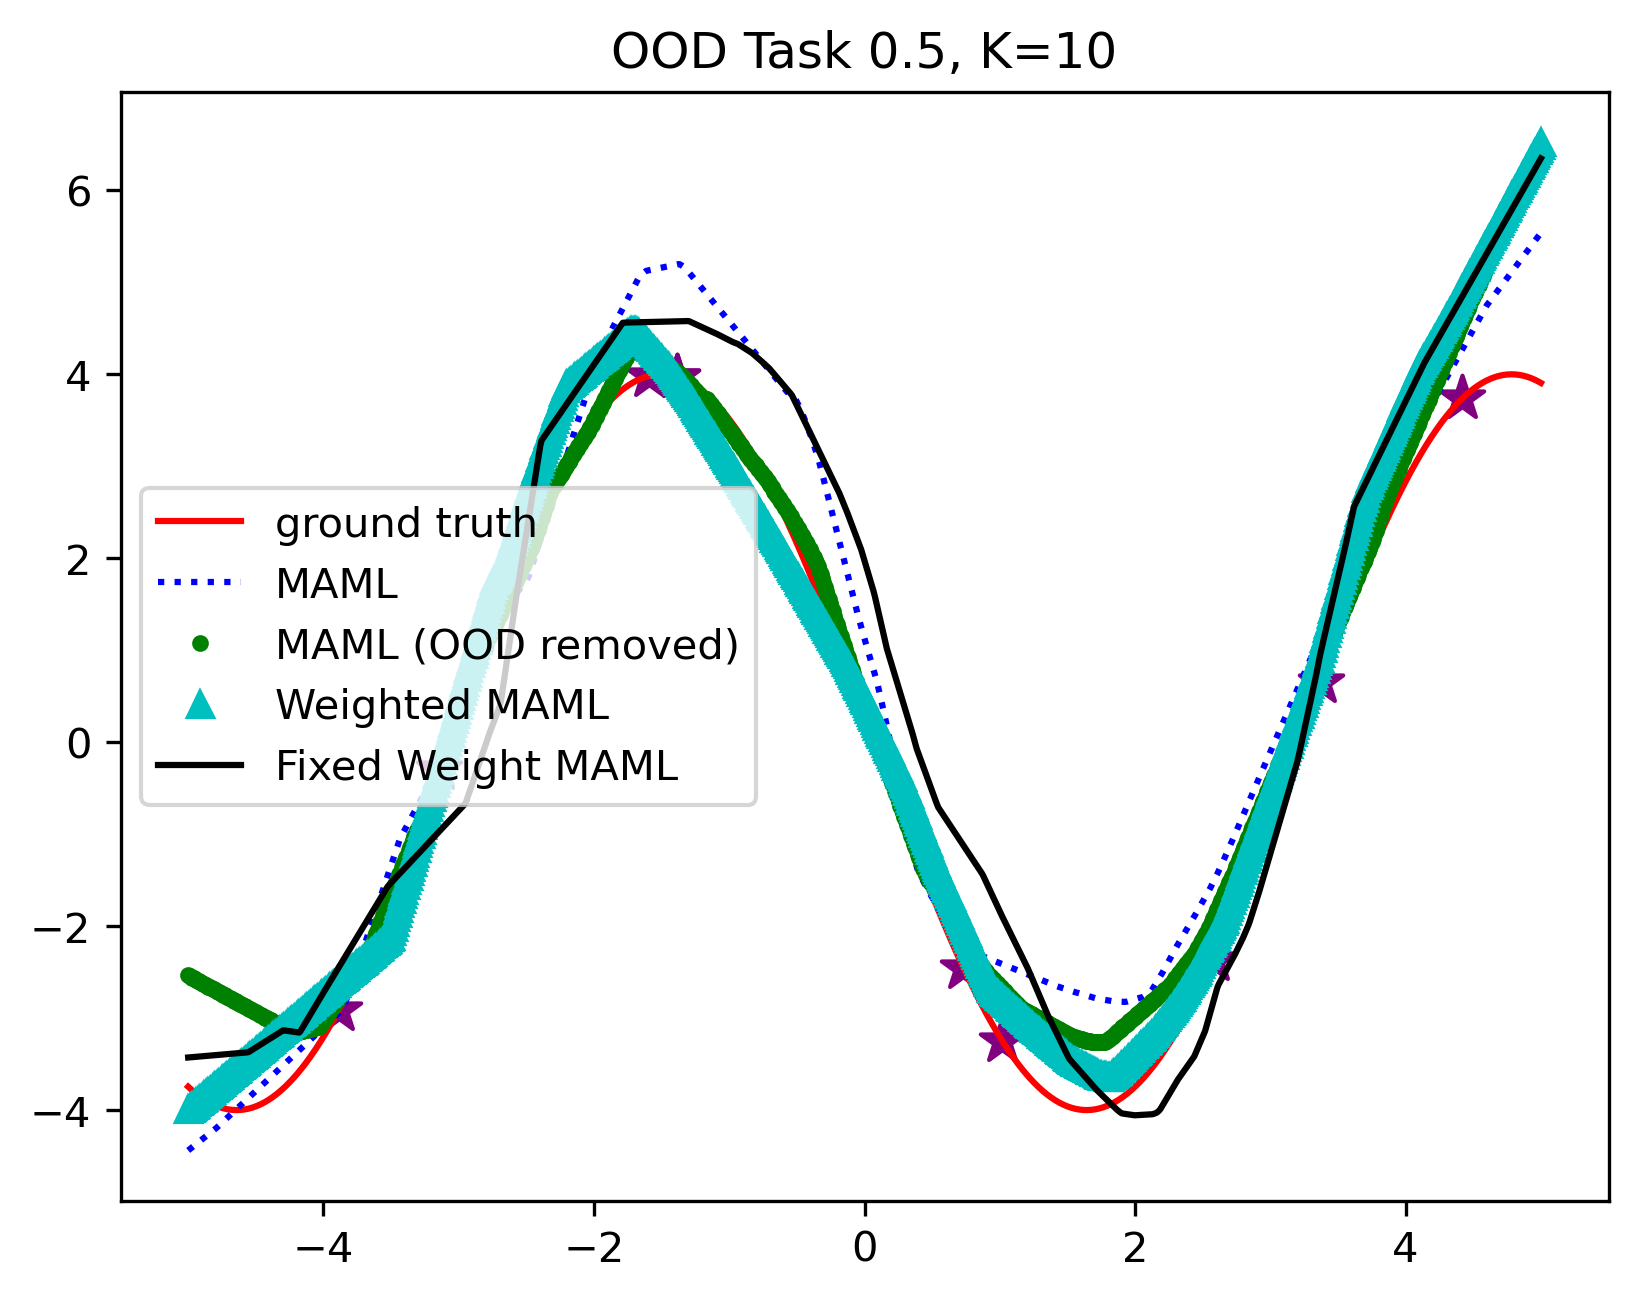 OOD Task 0.5, K=10
6
4
2
0
−2
−4
ground truth
MAML
MAML (OOD removed)
Weighted MAML
Fixed Weight MAML
−4 −2 0 2 4